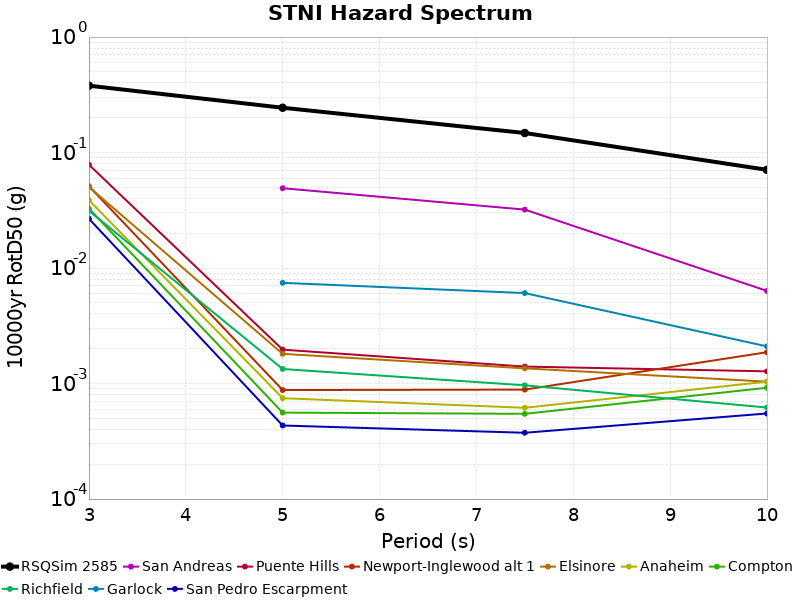 STNI Hazard Spectrum
10000yr RotD50 (g)
10^0
10^-1
10^-2
10^-3
10^-4
3 4 5 6 7 8 9 10
Period (s)
RSQSim 2585 San Andreas Puente Hills Newport-Inglewood alt 1 Elsinore Anaheim Compton
Richfield Garlock San Pedro Escarpment